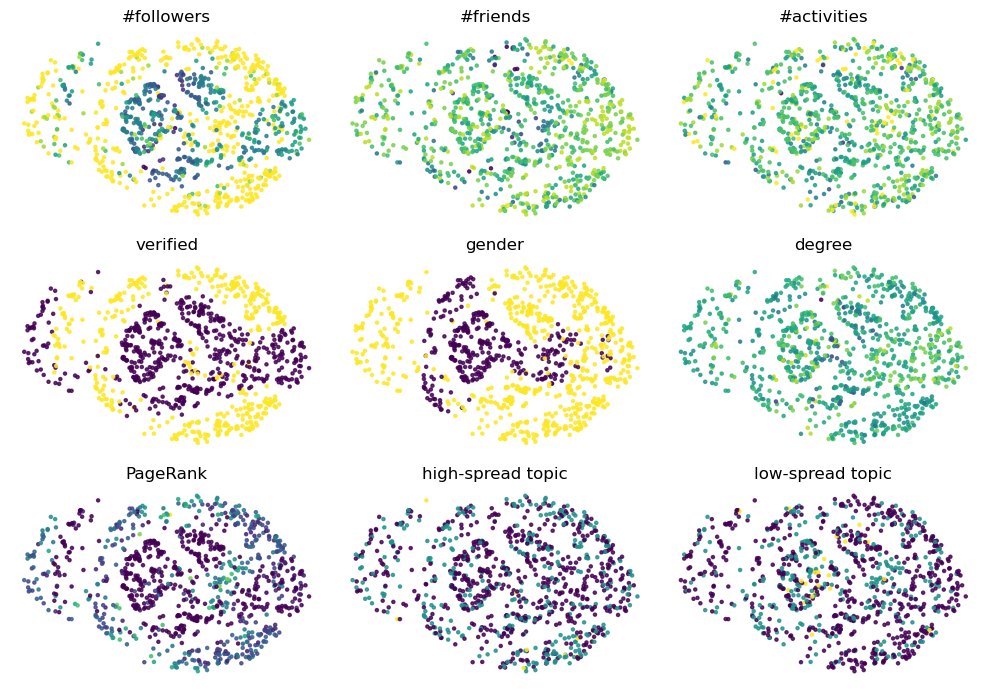 #followers
#friends
#activities
verified
gender
degree
PageRank
high-spread topic
low-spread topic